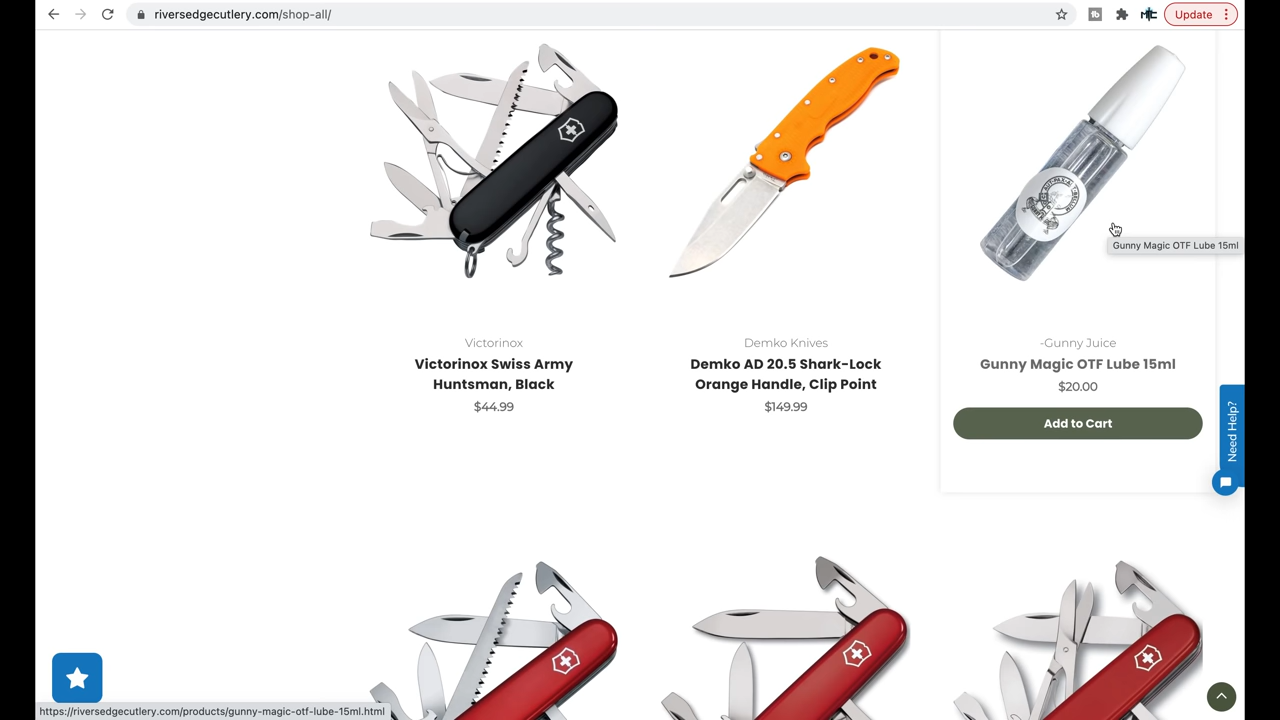 riversedgecutlery.com/shop-all/
Update
Gunny Magic OTF Lube 15ml
Victorinox
Victorinox Swiss Army
Huntsman, Black
$44.99
Demko Knives
Demko AD 20.5 Shark-Lock
Orange Handle, Clip Point
$149.99
-Gunny Juice
Gunny Magic OTF Lube 15ml
$20.00
Add to Cart
Need Help?
https://riversedgecutlery.com/products/gunny-magic-otf-lube-15ml.html